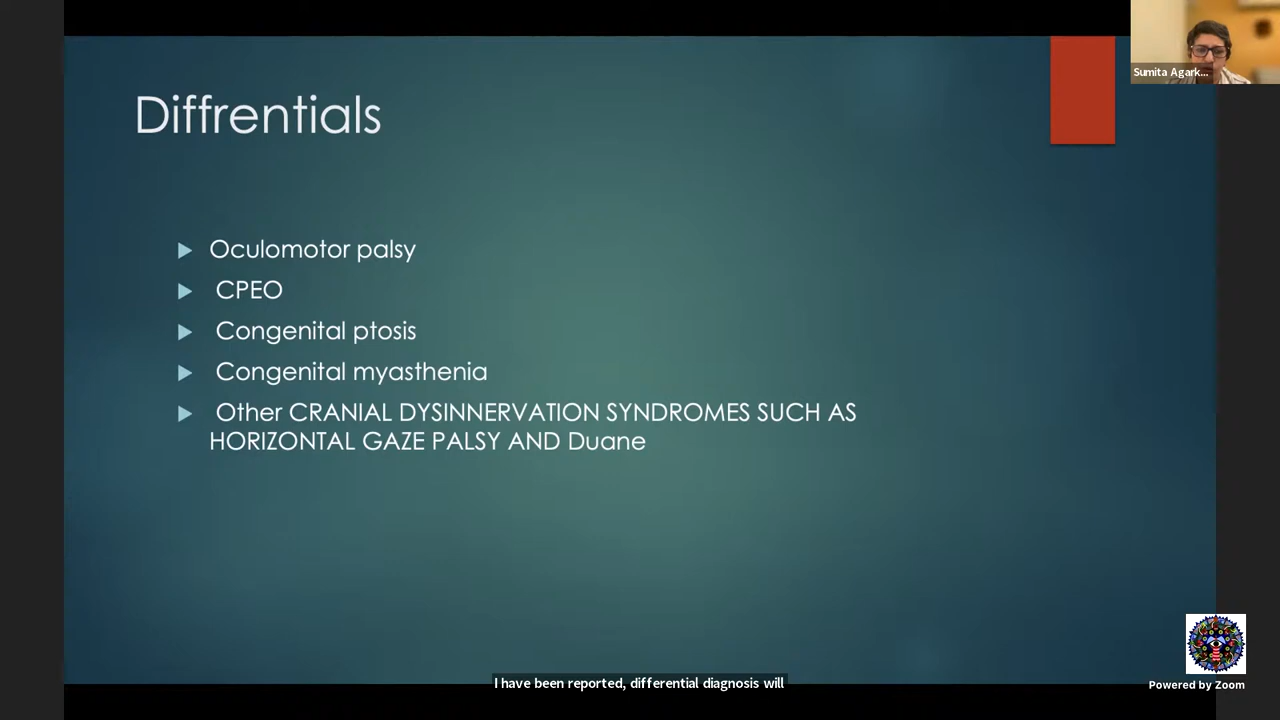 Sumita Agark...
Diffrentials
Oculomotor palsy
CPEO
Congenital ptosis
Congenital myasthenia
Other CRANIAL DYSINNERVATION SYNDROMES SUCH AS
HORIZONTAL GAZE PALSY AND Duane
I have been reported, differential diagnosis will
Powered by Zoom